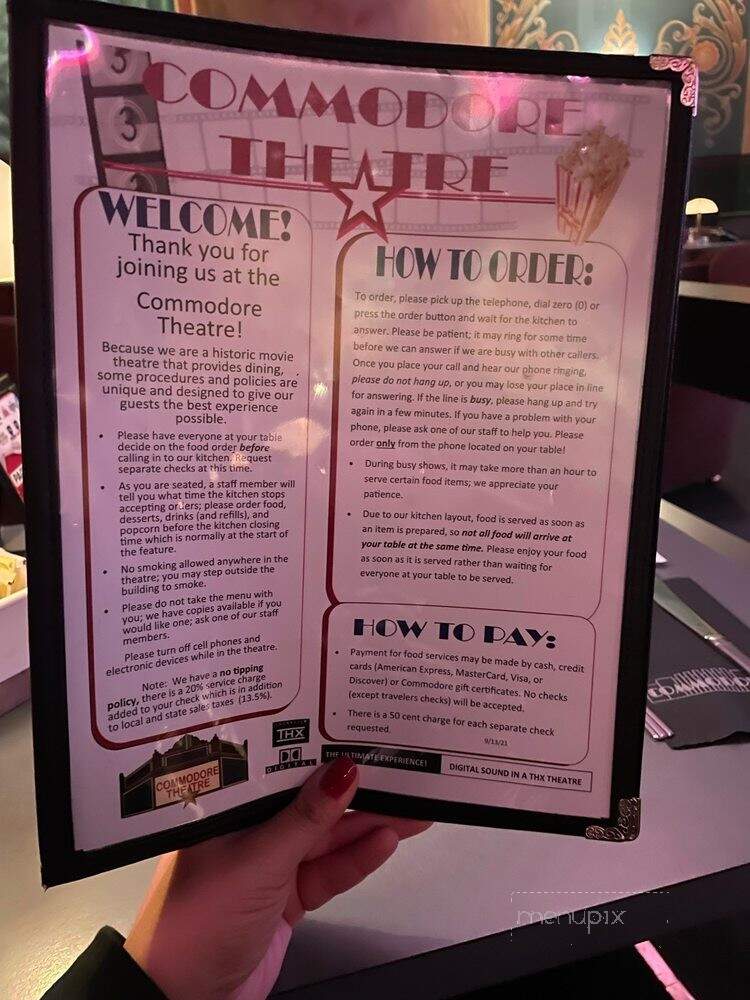 5
3
3
COMMODORE
THEATRE
WELCOME!
Thank you for
joining us at the
Commodore
Theatre!
Because we are a historic movie
theatre that provides dining,
some procedures and policies are
unique and designed to give our
guests the best experience
possible.
• Please have everyone at your table
decide on the food order before
calling in to our kitchen. Request
separate checks at this time.
• As you are seated, a staff member will
tell you what time the kitchen stops
accepting orders; please order food,
desserts, drinks (and refills), and
popcorn before the kitchen closing
time which is normally at the start of
the feature.
• No smoking allowed anywhere in the
theatre; you may step outside the
building to smoke.
• Please do not take the menu with
you; we have copies available if you
would like one; ask one of our staff
members.
Please turn off cell phones and
electronic devices while in the theatre.
Note: We have a no tipping
policy, there is a 20% service charge
added to your check which is in addition
to local and state sales taxes (13.5%).
HOW TO ORDER:
To order, please pick up the telephone, dial zero (0) or
press the order button and wait for the kitchen to
answer. Please be patient; it may ring for some time
before we can answer if we are busy with other callers.
Once you place your call and hear our phone ringing,
please do not hang up, or you may lose your place in line
for answering. If the line is busy, please hang up and try
again in a few minutes. If you have a problem with your
phone, please ask one of our staff to help you. Please
order only from the phone located on your table!
• During busy shows, it may take more than an hour to
serve certain food items; we appreciate your
patience.
• Due to our kitchen layout, food is served as soon as
an item is prepared, so not all food will arrive at
your table at the same time. Please enjoy your food
as soon as it is served rather than waiting for
everyone at your table to be served.
HOW TO PAY:
• Payment for food services may be made by cash, credit
cards (American Express, MasterCard, Visa, or
Discover) or Commodore gift certificates. No checks
(except travelers checks) will be accepted.
• There is a 50 cent charge for each separate check
requested.
9/13/21
COMMODORE
THEATRE
THX
DIGITAL
THE ULTIMATE EXPERIENCE!
DIGITAL SOUND IN A THX THEATRE
COMMODO
menupix